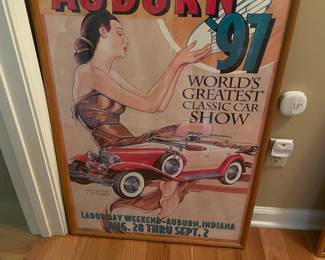 AUBURN
'97
WORLD'S
GREATEST
CLASSIC CAR
SHOW
LABOR DAY WEEKEND-AUBURN, INDIANA
AUG. 28 THRU SEPT. 2